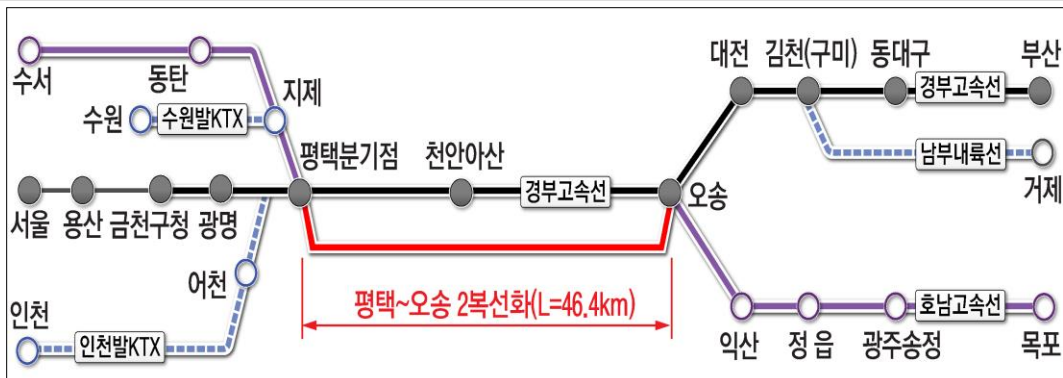 수서
동탄
지제
수원
수원발KTX
대전
김천(구미)
동대구
부산
경부고속선
남부내륙선
거제
평택분기점
천안아산
경부고속선
오송
서울
용산
금천구청
광명
어천
인천
인천발KTX
평택~오송 2복선화(L=46.4km)
익산
정 읍
광주송정
호남고속선
목포